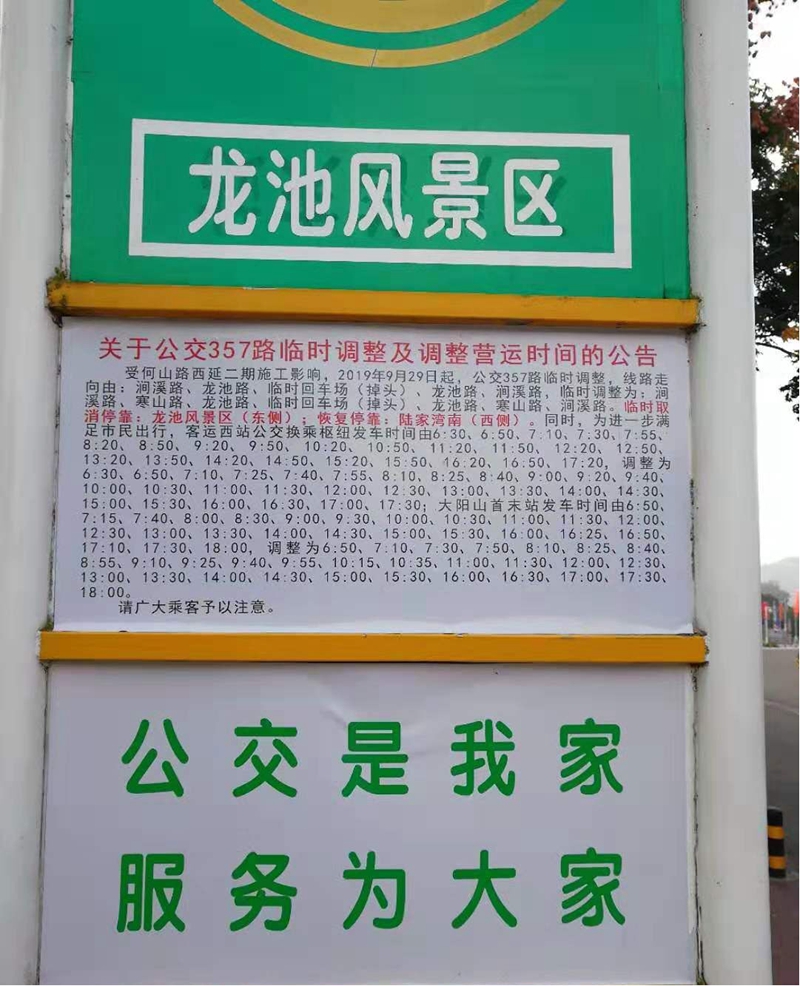 龙池风景区
关于公交357路临时调整及调整营运时间的公告
受何山路西延二期施工影响，2019年9月29日起，公交357路临时调整，线路走
向由：涧溪路、龙池路、临时回车场（掉头）、龙池路、涧溪路，临时调整为：涧
溪路、寒山路、龙池路、临时回车场（掉头）、龙池路、寒山路、涧溪路。临时取
消停靠：龙池风景区（东侧）；恢复停靠：陆家湾南（西侧）。同时，为进一步满
足市民出行，客运西站公交换乘枢纽发车时间由6:30、6:50、7:10、7:30、7:55、
8:20、8:50、9:20、9:50、10:20、10:50、11:20、11:50、12:20、12:50、
13:20、13:50、14:20、14:50、15:20、15:50、16:20、16:50、17:20，调整为
6:30、6:50、7:10、7:25、7:40、7:55、8:10、8:25、8:40、9:00、9:20、9:40、
10:00、10:30、11:00、11:30、12:00、12:30、13:00、13:30、14:00、14:30、
15:00、15:30、16:00、16:30、17:00、17:30；大阳山首末站发车时间由6:50、
7:15、7:40、8:00、8:30、9:00、9:30、10:00、10:30、11:00、11:30、12:00、
12:30、13:00、13:30、14:00、14:30、15:00、15:30、16:00、16:25、16:50、
17:10、17:30、18:00，调整为6:50、7:10、7:30、7:50、8:10、8:25、8:40、
8:55、9:10、9:25、9:40、9:55、10:15、10:35、11:00、11:30、12:00、12:30、
13:00、13:30、14:00、14:30、15:00、15:30、16:00、16:30、17:00、17:30、
18:00。
请广大乘客予以注意。
公交是我家
服务为大家